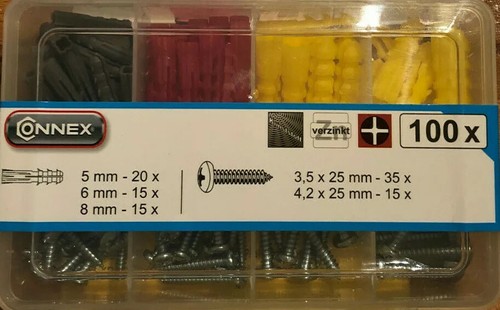 CONNEX
Zn
verzinkt
100 x
5 mm - 20 x
6 mm - 15 x
8 mm - 15 x
3,5 x 25 mm - 35 x
4,2 x 25 mm - 15 x